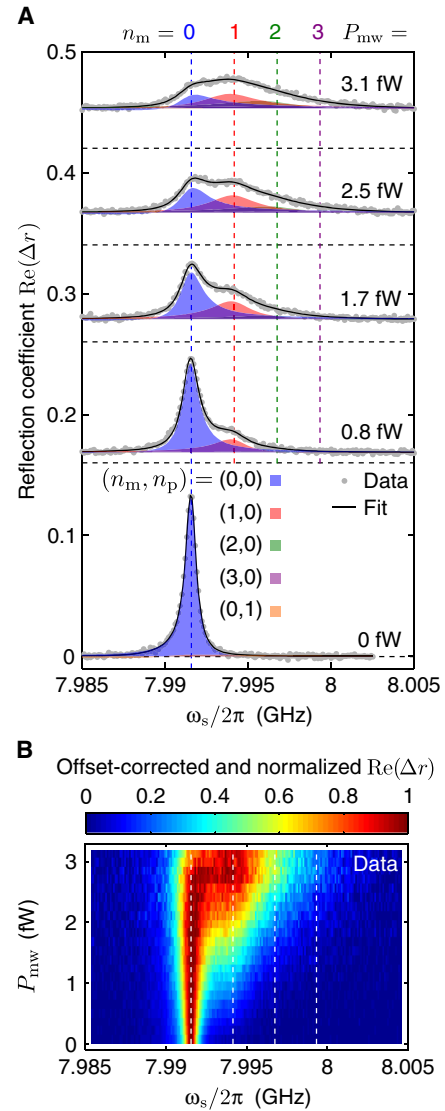 A
n_m = 0 1 2 3 P_mw =
0.5
3.1 fW
0.4
2.5 fW
0.3
1.7 fW
0.2
0.8 fW
(n_m, n_p) = (0,0)
(1,0)
(2,0)
(3,0)
(0,1)
Data
Fit
0.1
0 fW
0
Reflection coefficient Re(Δr)
7.985 7.99 7.995 8 8.005
ω_s/2π (GHz)
B
Offset-corrected and normalized Re(Δr)
0 0.2 0.4 0.6 0.8 1
Data
3
2
1
0
P_mw (fW)
7.985 7.99 7.995 8 8.005
ω_s/2π (GHz)